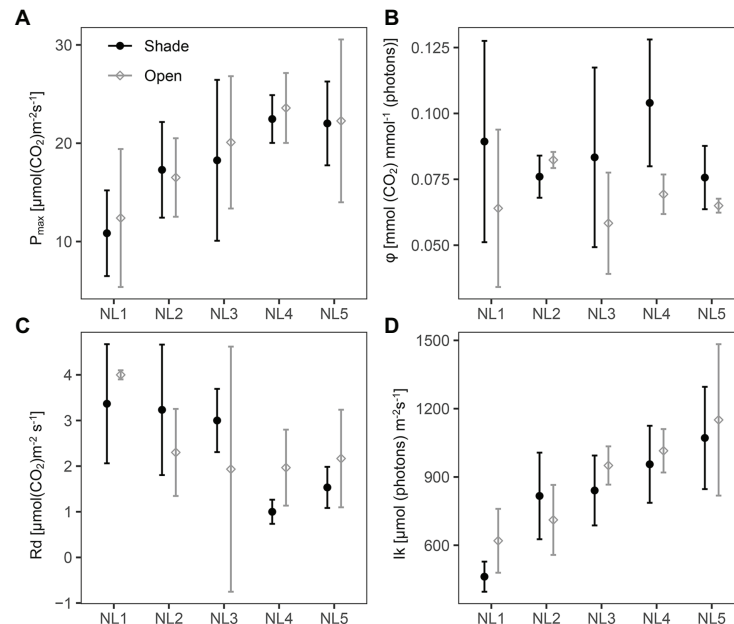 A
Shade
Open
30
20
10
Pmax [μmol(CO2)m-2s-1]
NL1 NL2 NL3 NL4 NL5
B
0.125
0.100
0.075
0.050
φ [mmol (CO2) mmol-1 (photons)]
NL1 NL2 NL3 NL4 NL5
C
4
3
2
1
0
−1
Rd [μmol(CO2)m-2 s-1]
NL1 NL2 NL3 NL4 NL5
D
1500
1200
900
600
Ik [μmol (photons) m-2s-1]
NL1 NL2 NL3 NL4 NL5